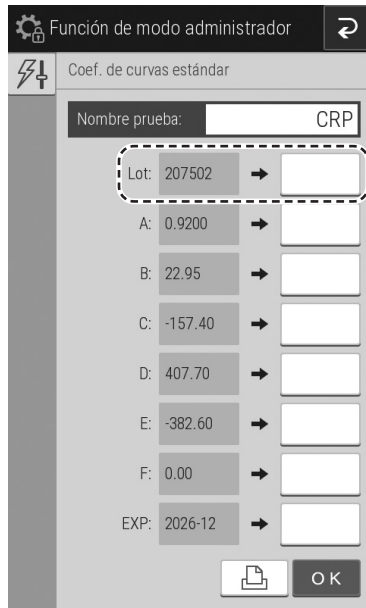 Función de modo administrador
Coef. de curvas estándar
Nombre prueba: CRP
Lot: 207502
A: 0.9200
B: 22.95
C: -157.40
D: 407.70
E: -382.60
F: 0.00
EXP: 2026-12
OK